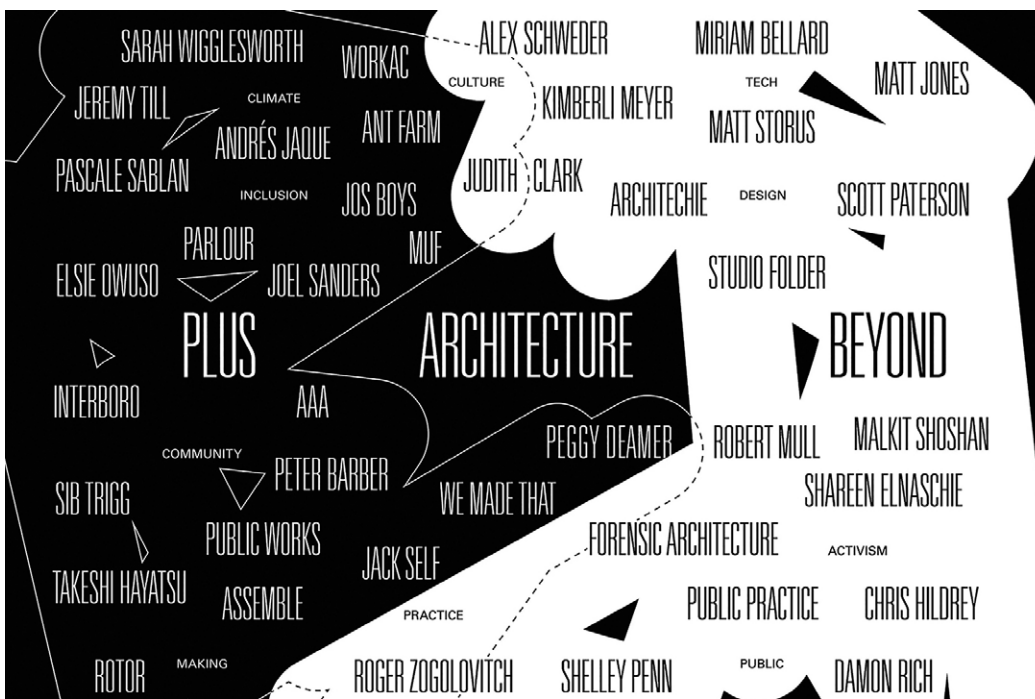 SARAH WIGGLESWORTH
WORKAC
ALEX SCHWEDER
MIRIAM BELLARD
MATT JONES
JEREMY TILL
CLIMATE
CULTURE
TECH
KIMBERLI MEYER
ANDRÉS JAQUE
ANT FARM
MATT STORUS
PASCALE SABLAN
JUDITH CLARK
INCLUSION
JOS BOYS
ARCHITECHIE
DESIGN
SCOTT PATERSON
PARLOUR
MUF
ELSIE OWUSO
JOEL SANDERS
STUDIO FOLDER
PLUS
ARCHITECTURE
BEYOND
INTERBORO
AAA
PEGGY DEAMER
ROBERT MULL
MALKIT SHOSHAN
COMMUNITY
PETER BARBER
SIB TRIGG
WE MADE THAT
SHAREEN ELNASCHIE
PUBLIC WORKS
FORENSIC ARCHITECTURE
ACTIVISM
JACK SELF
TAKESHI HAYATSU
ASSEMBLE
PRACTICE
PUBLIC PRACTICE
CHRIS HILDREY
ROTOR
MAKING
ROGER ZOGOLOVITCH
SHELLEY PENN
PUBLIC
DAMON RICH